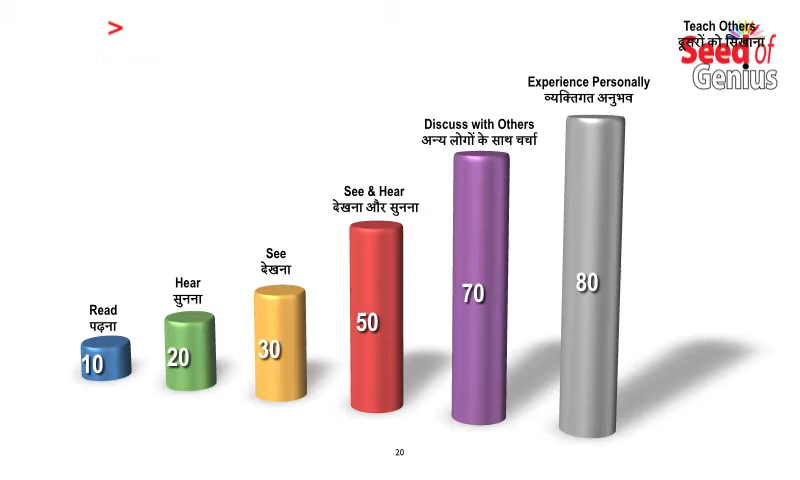 >
Teach Others
दूसरों को सिखाना
Seed of
Genius
Experience Personally
व्यक्तिगत अनुभव
Discuss with Others
अन्य लोगों के साथ चर्चा
See & Hear
देखना और सुनना
See
देखना
Hear
सुनना
Read
पढ़ना
10
20
30
50
70
80
20